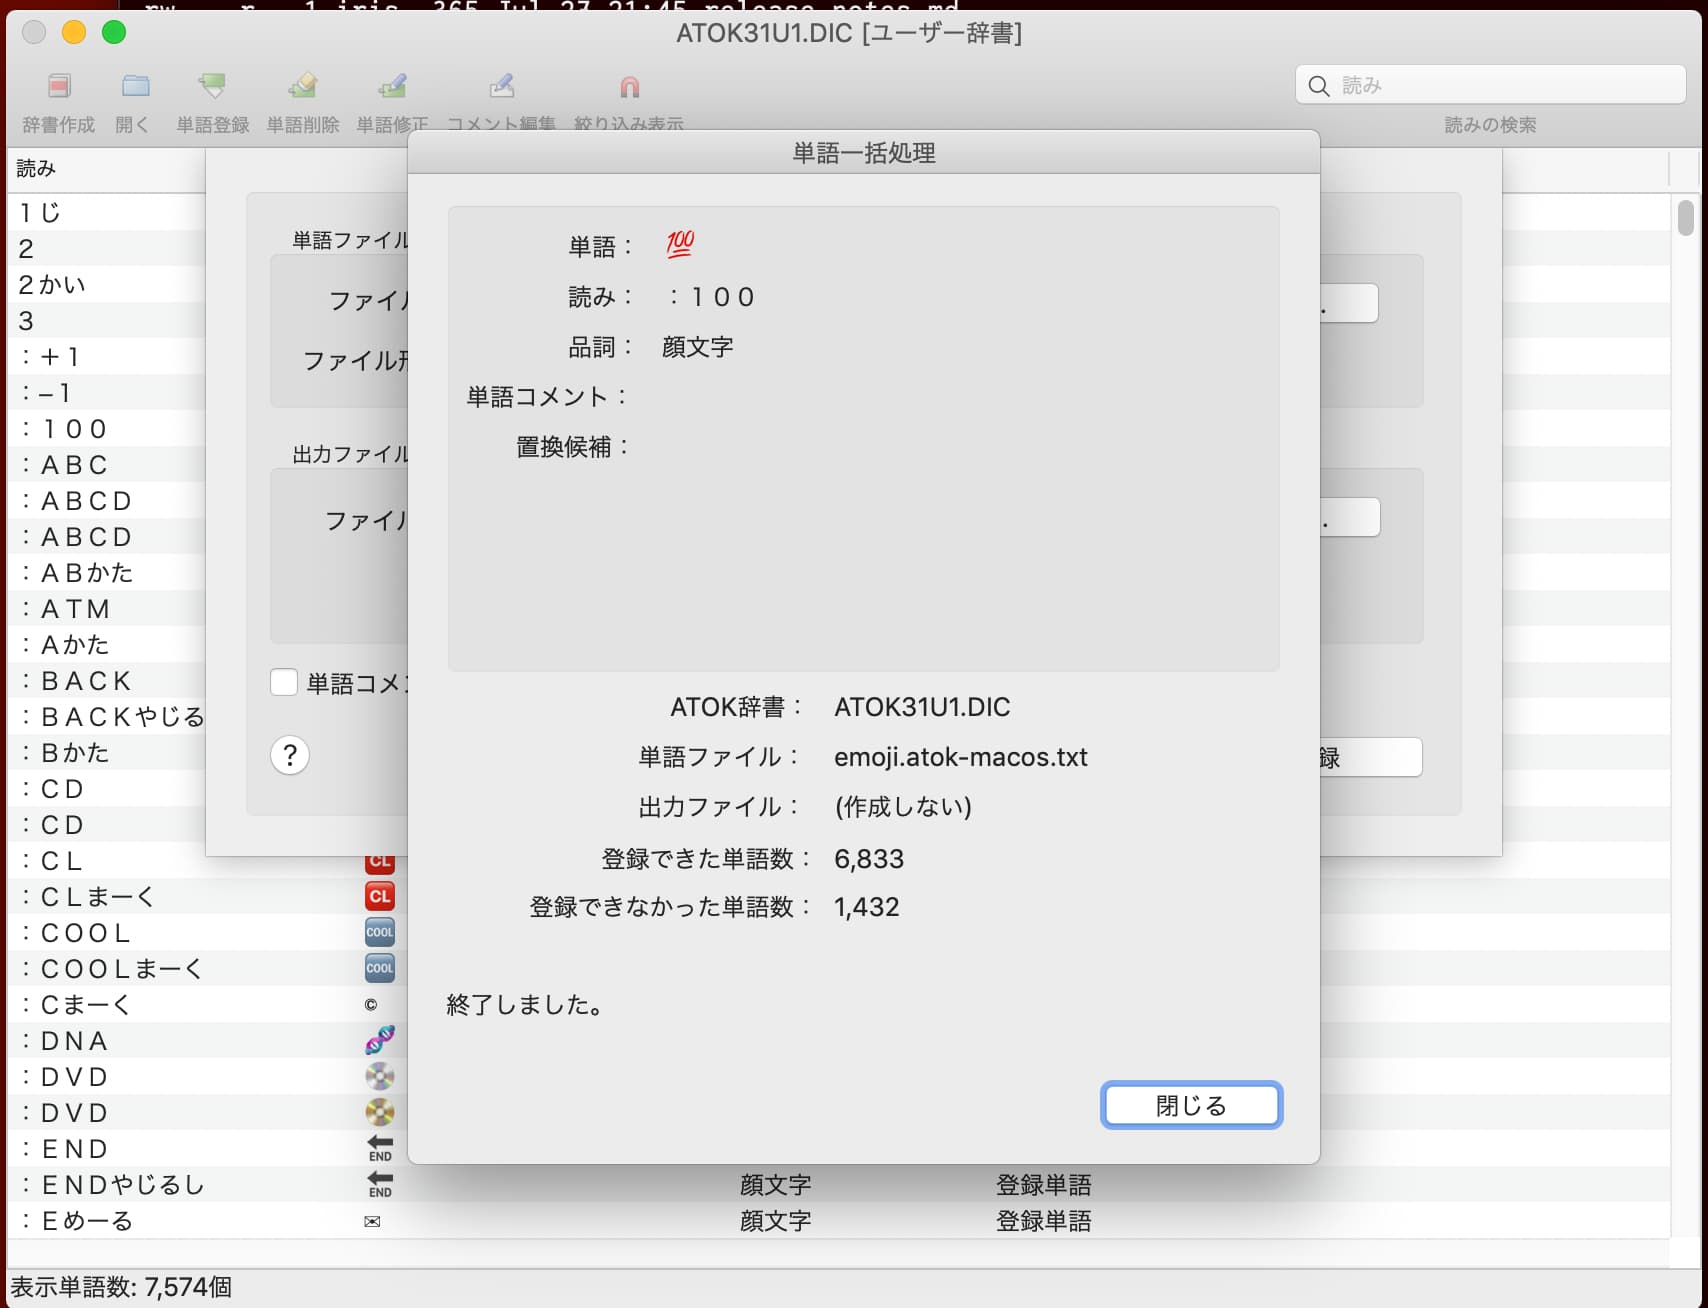 rw    r   1 iris  365 Jul 27 21:45 release notes.md
ATOK31U1.DIC [ユーザー辞書]
辞書作成
開く
単語登録
単語削除
単語修正
コメント編集
絞り込み表示
読み
読みの検索
読み
１じ
２
２かい
３
：＋１
：−１
：１００
：ＡＢＣ
：ＡＢＣＤ
：ＡＢＣＤ
：ＡＢかた
：ＡＴＭ
：Ａかた
：ＢＡＣＫ
：ＢＡＣＫやじる
：Ｂかた
：ＣＤ
：ＣＤ
：ＣＬ CL
：ＣＬまーく CL
：ＣＯＯＬ COOL
：ＣＯＯＬまーく COOL
：Ｃまーく ©
：ＤＮＡ
：ＤＶＤ
：ＤＶＤ
：ＥＮＤ END
：ＥＮＤやじるし END 顔文字 登録単語
：Ｅめーる ✉ 顔文字 登録単語
表示単語数: 7,574個
単語ファイル
ファイル
ファイル形
出力ファイル
ファイル
単語コメ
?
録
単語一括処理
単語： 💯
読み： ：１００
品詞： 顔文字
単語コメント：
置換候補：
ATOK辞書： ATOK31U1.DIC
単語ファイル： emoji.atok-macos.txt
出力ファイル： (作成しない)
登録できた単語数： 6,833
登録できなかった単語数： 1,432
終了しました。
閉じる